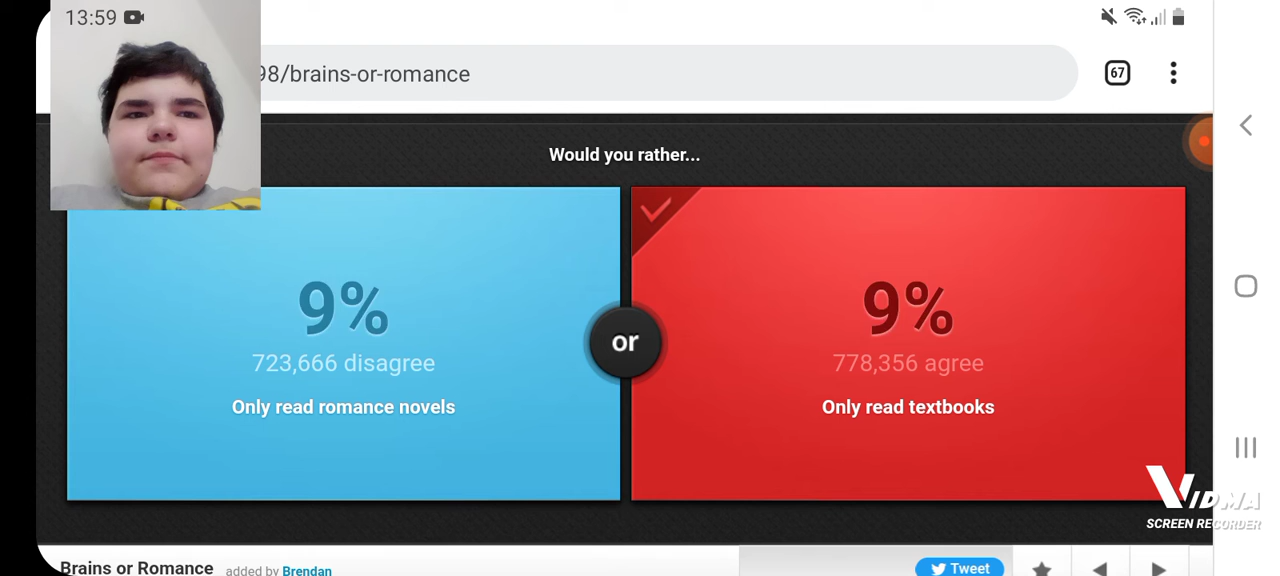 13:59
98/brains-or-romance
67
Would you rather...
9%
723,666 disagree
Only read romance novels
or
9%
778,356 agree
Only read textbooks
VIDMA
SCREEN RECORDER
Brains or Romance added by Brendan
Tweet